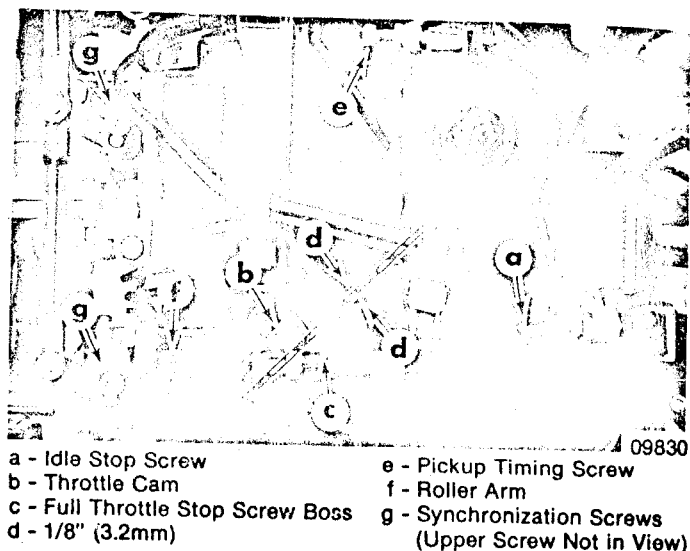 g
e
d
b
a
f
g
d
c
09830
a - Idle Stop Screw
b - Throttle Cam
c - Full Throttle Stop Screw Boss
d - 1/8" (3.2mm)
e - Pickup Timing Screw
f - Roller Arm
g - Synchronization Screws
(Upper Screw Not in View)